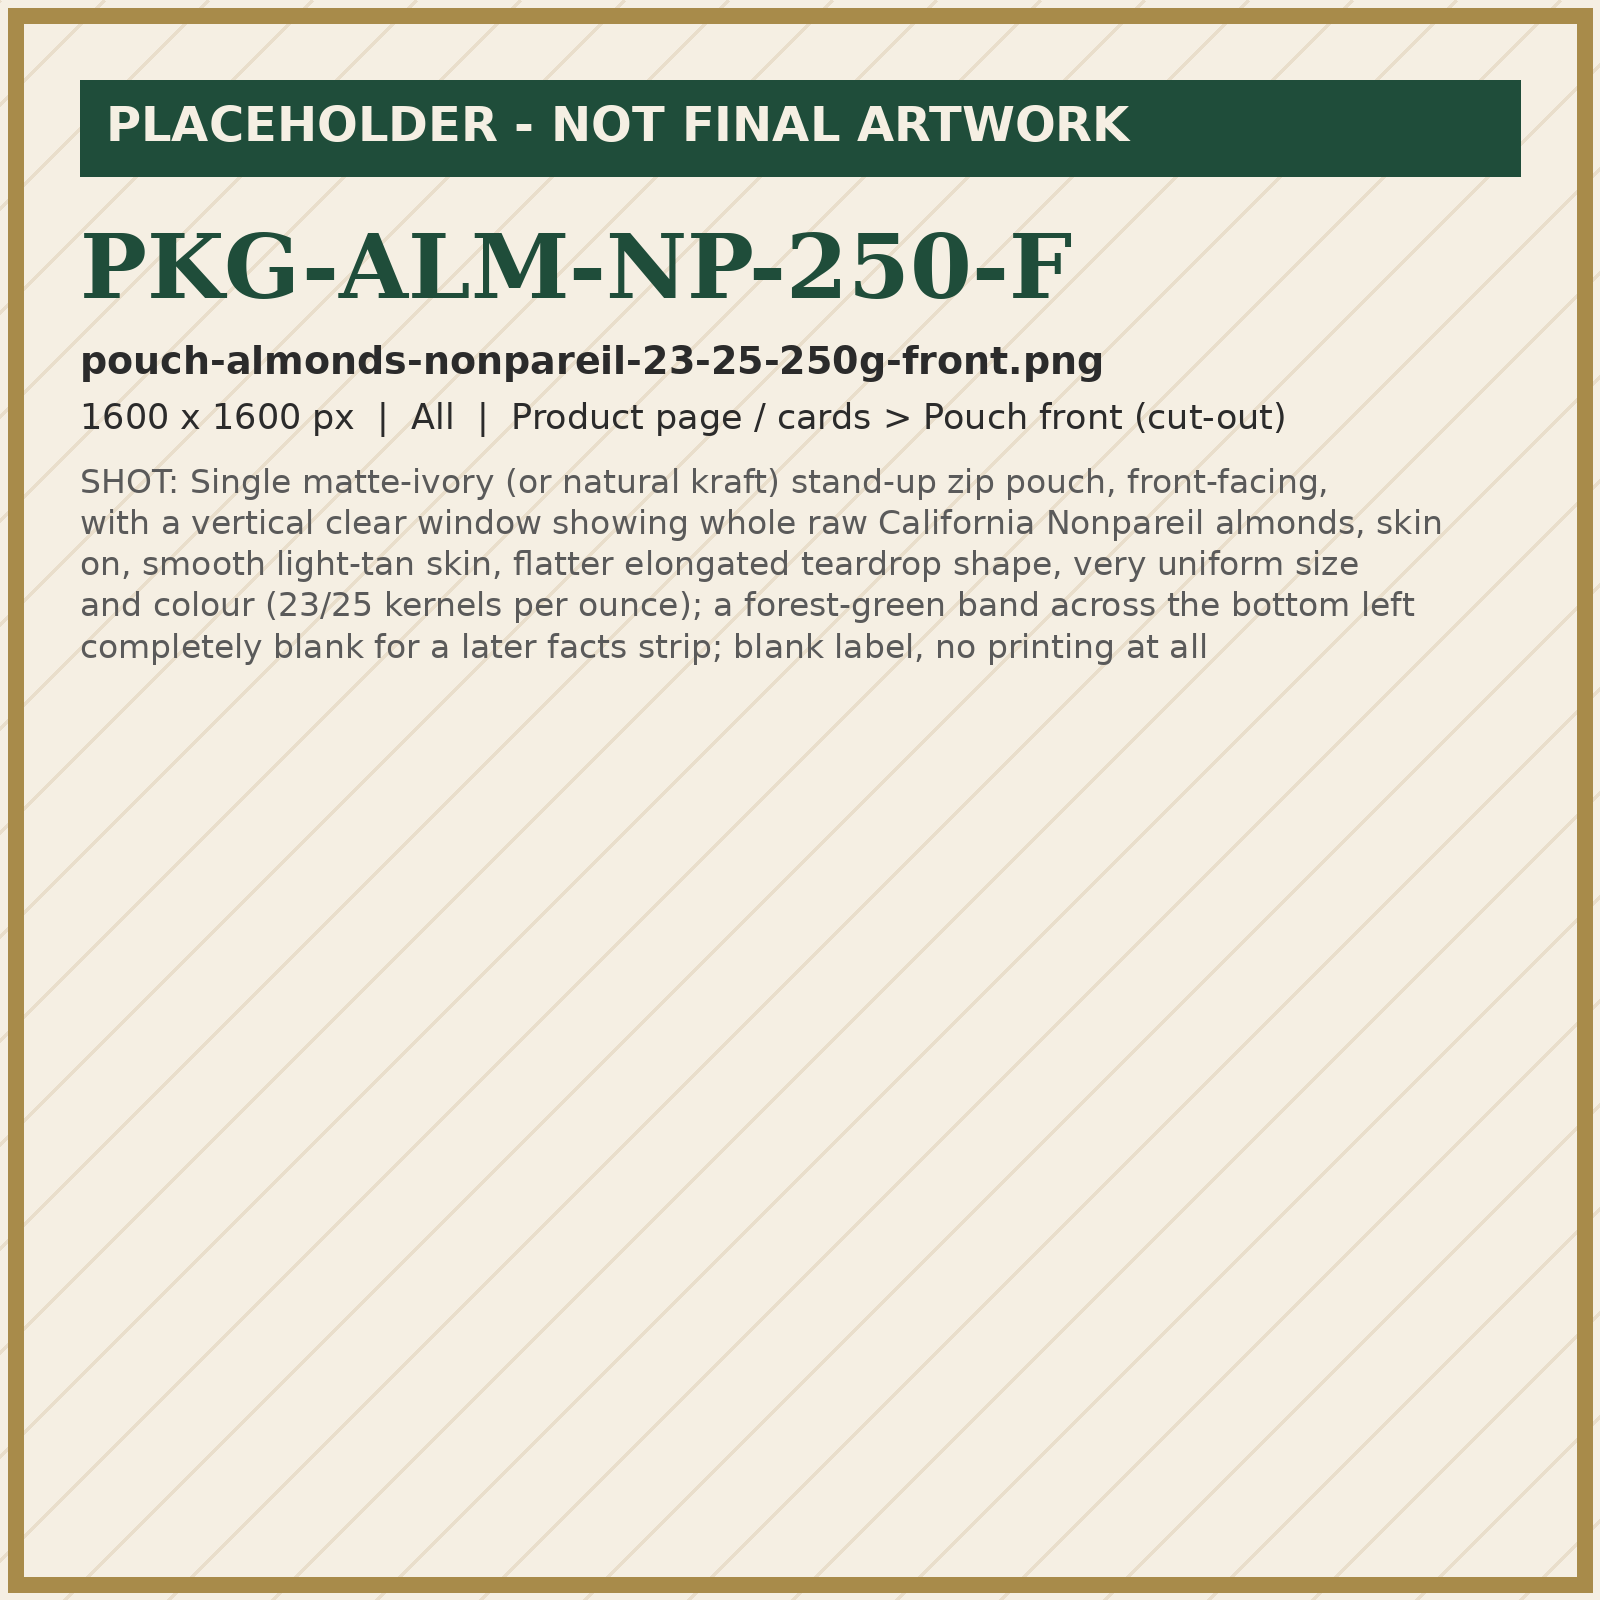 PLACEHOLDER - NOT FINAL ARTWORK
PKG-ALM-NP-250-F
pouch-almonds-nonpareil-23-25-250g-front.png
1600 x 1600 px | All | Product page / cards > Pouch front (cut-out)
SHOT: Single matte-ivory (or natural kraft) stand-up zip pouch, front-facing,
with a vertical clear window showing whole raw California Nonpareil almonds, skin
on, smooth light-tan skin, flatter elongated teardrop shape, very uniform size
and colour (23/25 kernels per ounce); a forest-green band across the bottom left
completely blank for a later facts strip; blank label, no printing at all